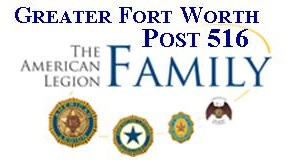 Greater Fort Worth
Post 516
The
American
Legion
Family